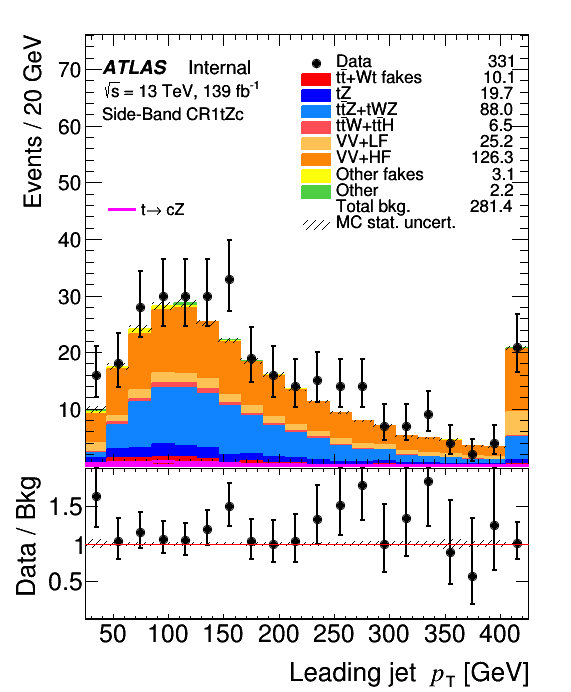 Events / 20 GeV
70
60
50
40
30
20
10
ATLAS Internal
√s = 13 TeV, 139 fb⁻¹
Side-Band CR1tZc
t→ cZ
Data 331
tt̄+Wt fakes 10.1
tZ 19.7
tt̄Z+tWZ 88.0
tt̄W+tt̄H 6.5
VV+LF 25.2
VV+HF 126.3
Other fakes 3.1
Other 2.2
Total bkg. 281.4
MC stat. uncert.
Data / Bkg
1.5
1
0.5
50 100 150 200 250 300 350 400
Leading jet p_T [GeV]